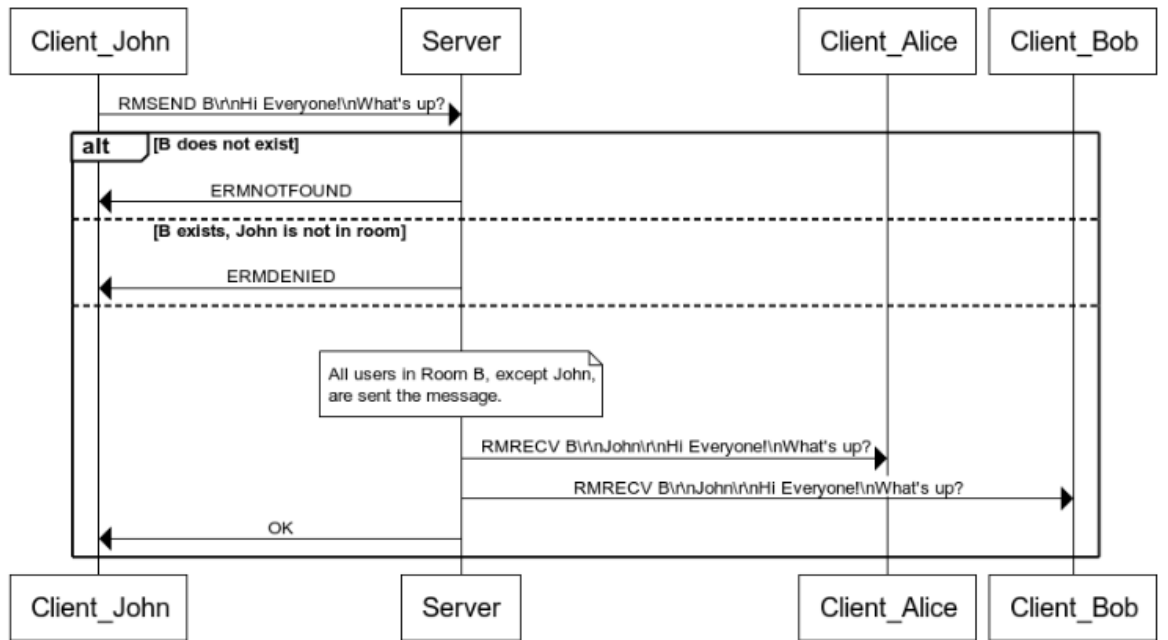 Client_John Server Client_Alice Client_Bob
RMSEND B\r\nHi Everyone!\nWhat's up?
alt [B does not exist]
ERMNOTFOUND
[B exists, John is not in room]
ERMDENIED
All users in Room B, except John,
are sent the message.
RMRECV B\r\nJohn\r\nHi Everyone!\nWhat's up?
RMRECV B\r\nJohn\r\nHi Everyone!\nWhat's up?
OK
Client_John Server Client_Alice Client_Bob